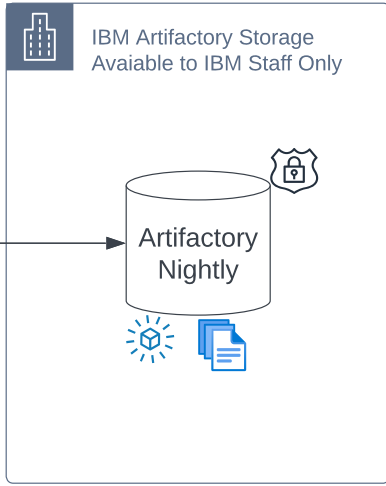 IBM Artifactory Storage
Avaiable to IBM Staff Only
Artifactory
Nightly